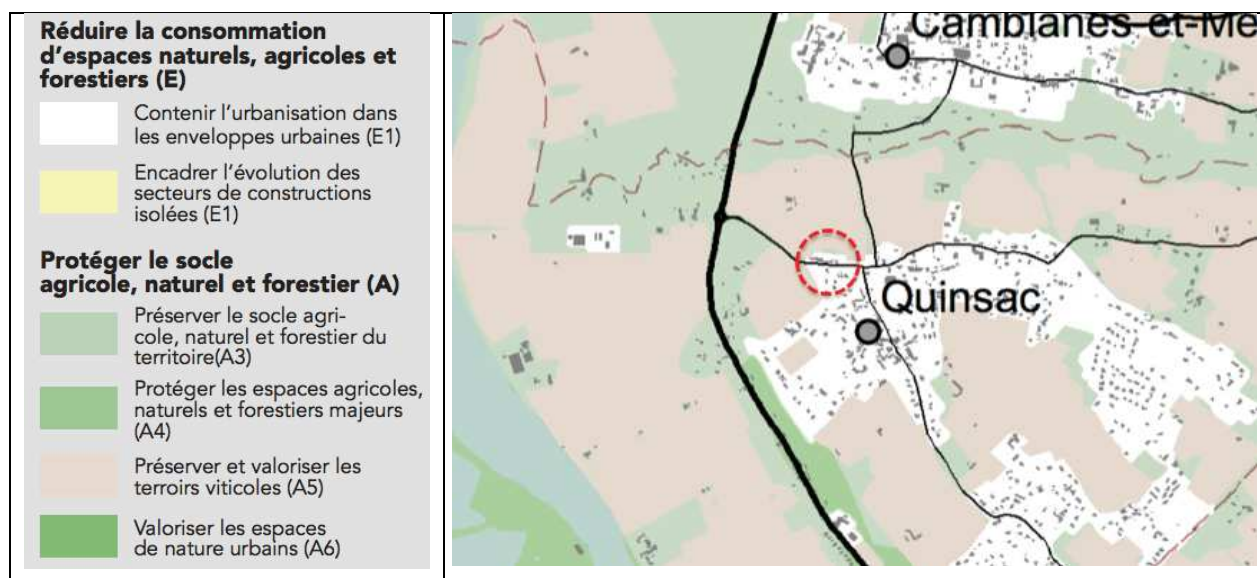 Réduire la consommation
d'espaces naturels, agricoles et
forestiers (E)
Contenir l'urbanisation dans
les enveloppes urbaines (E1)
Encadrer l'évolution des
secteurs de constructions
isolées (E1)
Protéger le socle
agricole, naturel et forestier (A)
Préserver le socle agri-
cole, naturel et forestier du
territoire(A3)
Protéger les espaces agricoles,
naturels et forestiers majeurs
(A4)
Préserver et valoriser les
terroirs viticoles (A5)
Valoriser les espaces
de nature urbains (A6)
Camblanes-et-Me
Quinsac